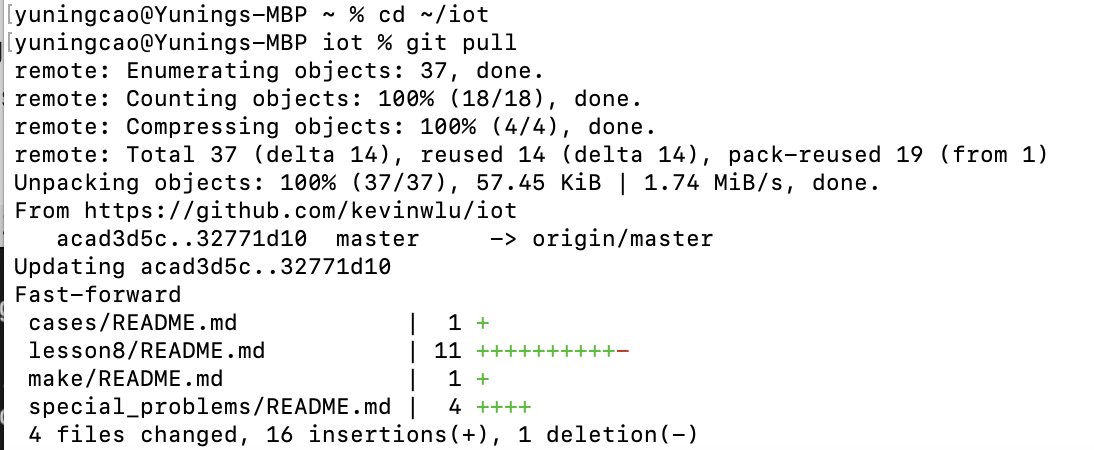 [yuningcao@Yunings-MBP ~ % cd ~/iot
[yuningcao@Yunings-MBP iot % git pull
remote: Enumerating objects: 37, done.
remote: Counting objects: 100% (18/18), done.
remote: Compressing objects: 100% (4/4), done.
remote: Total 37 (delta 14), reused 14 (delta 14), pack-reused 19 (from 1)
Unpacking objects: 100% (37/37), 57.45 KiB | 1.74 MiB/s, done.
From https://github.com/kevinwlu/iot
   acad3d5c..32771d10  master     -> origin/master
Updating acad3d5c..32771d10
Fast-forward
 cases/README.md            |  1 +
 lesson8/README.md          | 11 ++++++++++-
 make/README.md             |  1 +
 special_problems/README.md |  4 ++++
 4 files changed, 16 insertions(+), 1 deletion(-)